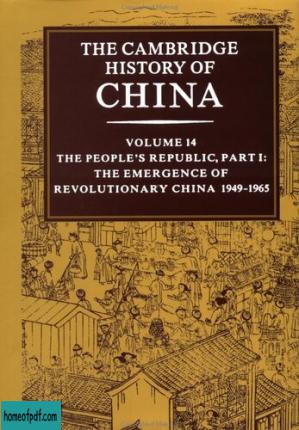 THE CAMBRIDGE
HISTORY OF
CHINA
VOLUME 14
THE PEOPLE'S REPUBLIC, PART I:
THE EMERGENCE OF
REVOLUTIONARY CHINA 1949-1965
homeofpdf.com